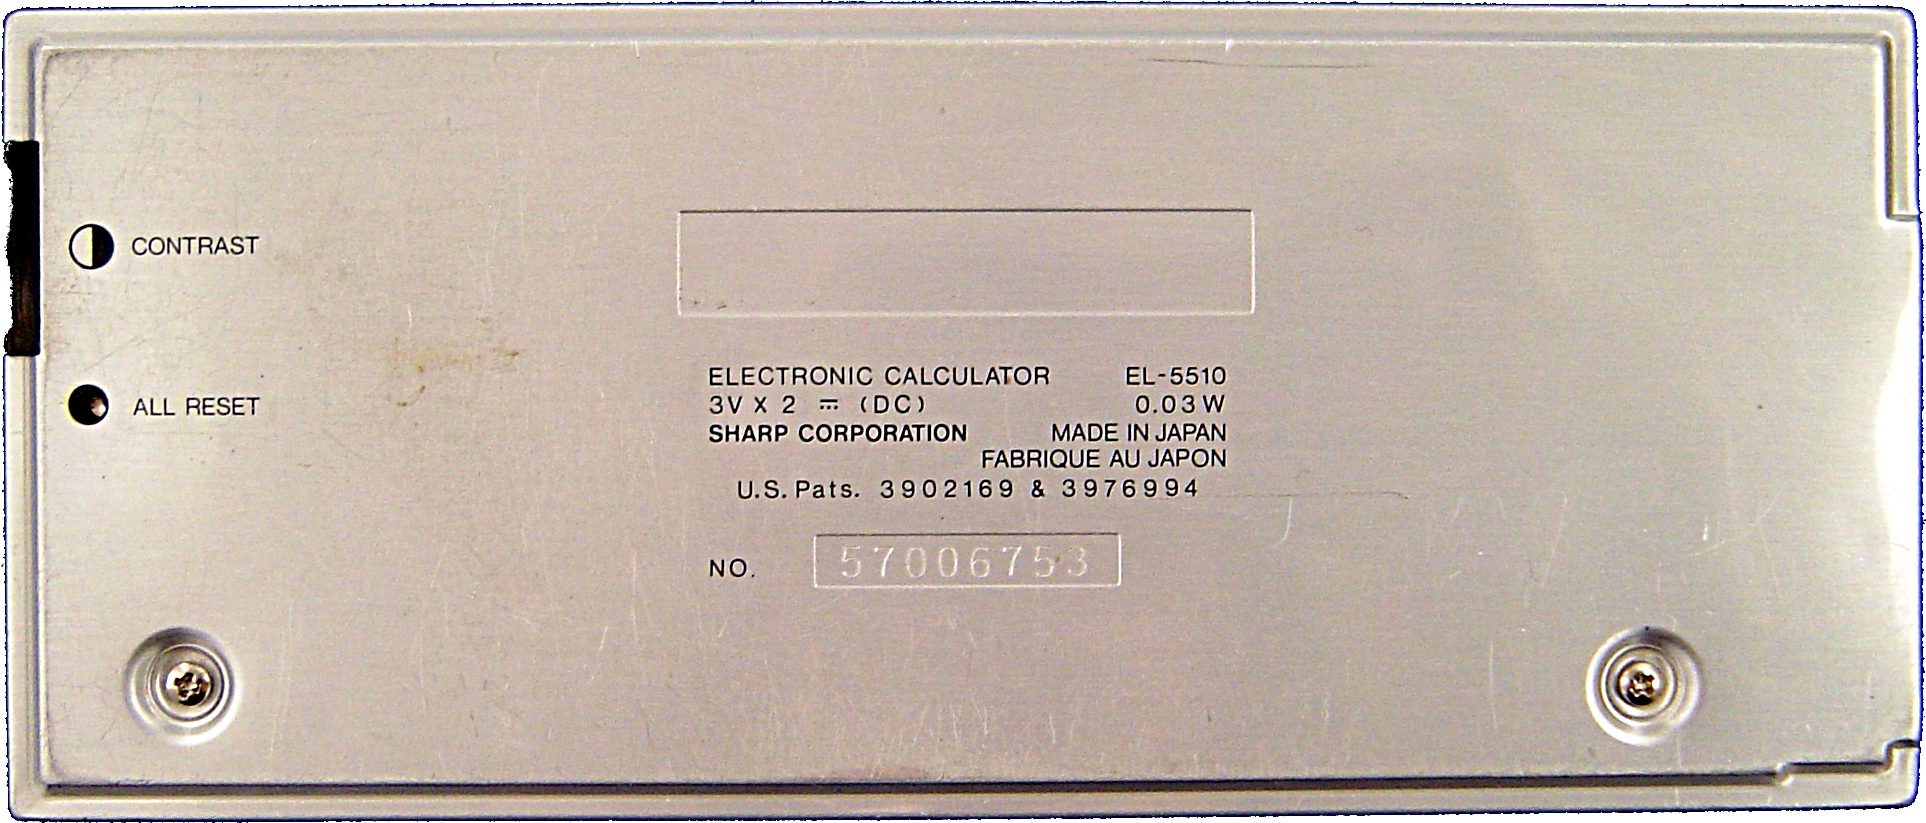 CONTRAST
ALL RESET
ELECTRONIC CALCULATOR EL-5510
3V X 2 ⎓ (DC) 0.03 W
SHARP CORPORATION MADE IN JAPAN
FABRIQUE AU JAPON
U.S. Pats. 3902169 & 3976994
NO. 57006753